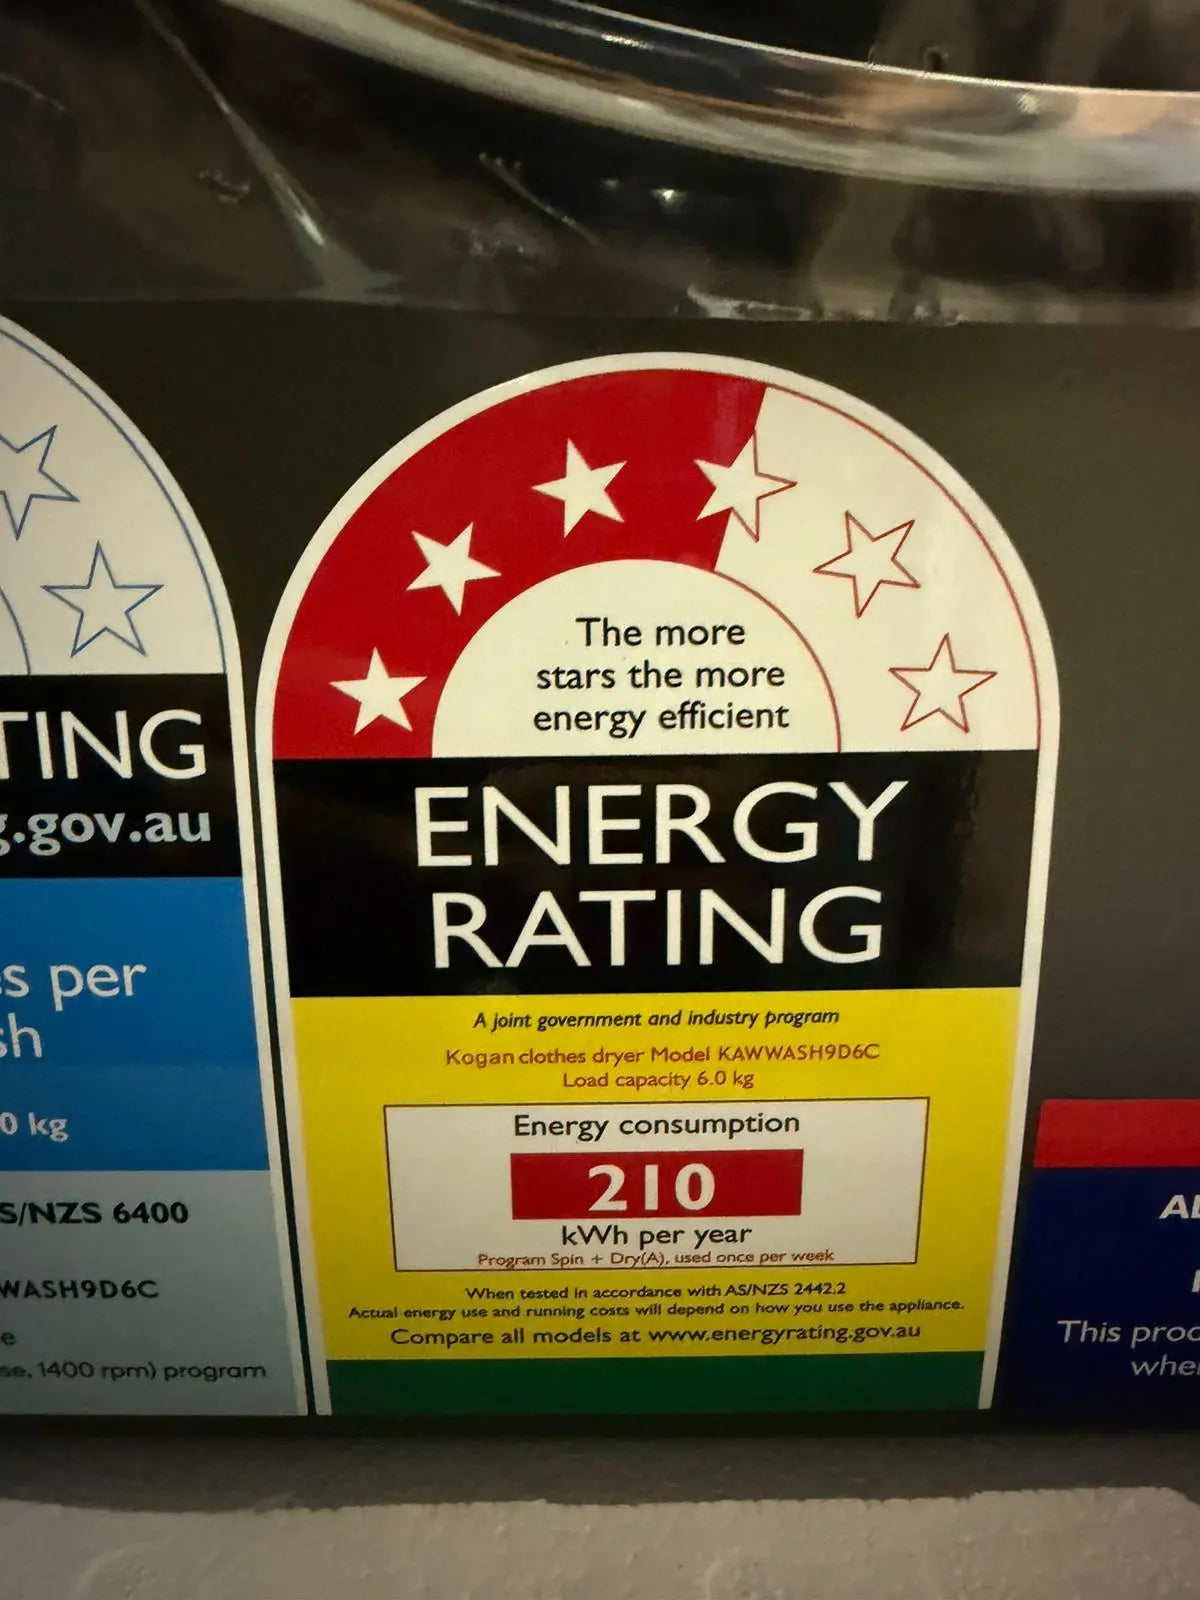 TING
g.gov.au
es per
sh
0 kg
S/NZS 6400
WASH9D6C
e
se, 1400 rpm) program
The more
stars the more
energy efficient
ENERGY
RATING
A joint government and industry program
Kogan clothes dryer Model KAWWASH9D6C
Load capacity 6.0 kg
Energy consumption
210
kWh per year
Program Spin + Dry(A), used once per week
When tested in accordance with AS/NZS 2442.2
Actual energy use and running costs will depend on how you use the appliance.
Compare all models at www.energyrating.gov.au
This proc
whe